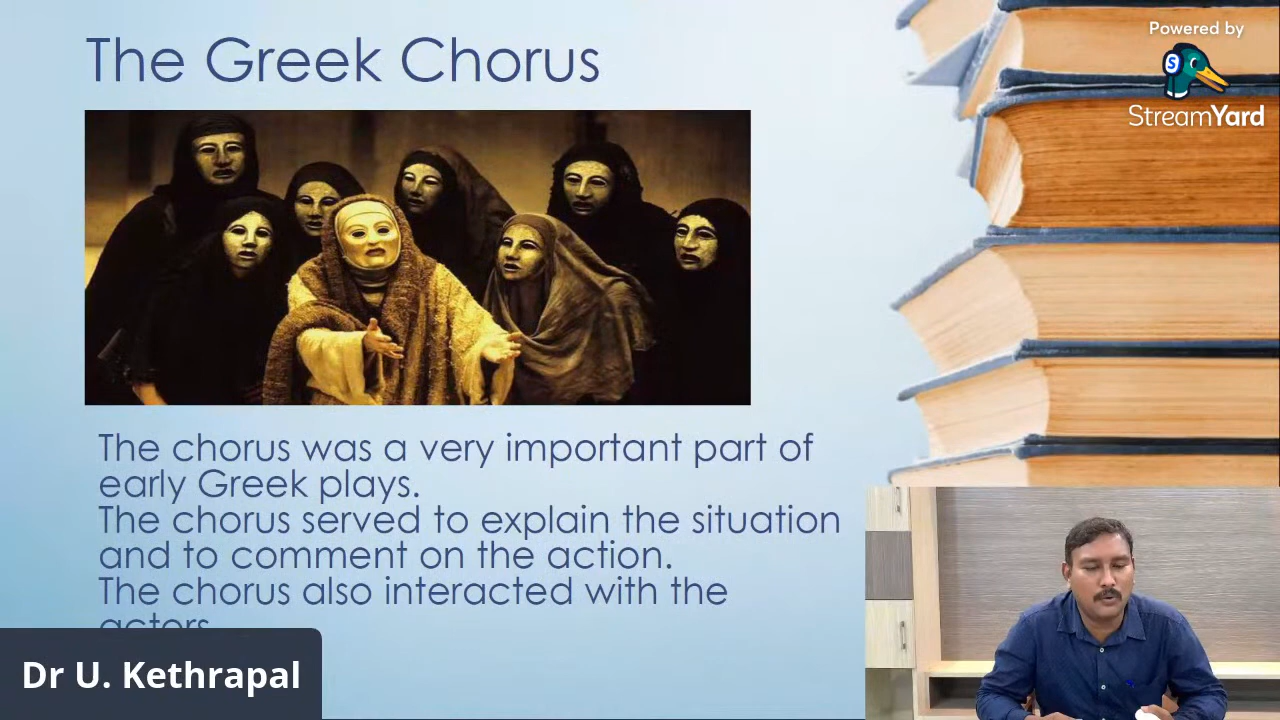 The Greek Chorus
Powered by
StreamYard
The chorus was a very important part of
early Greek plays.
The chorus served to explain the situation
and to comment on the action.
The chorus also interacted with the
actors
Dr U. Kethrapal